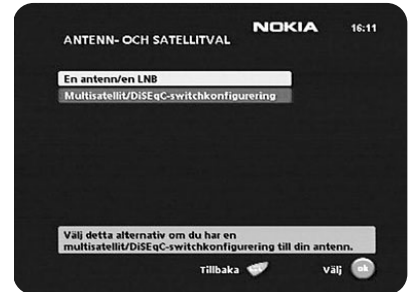 NOKIA 16:11
ANTENN- OCH SATELLITVAL
En antenn/en LNB
Multisatellit/DiSEqC-switchkonfigurering
Välj detta alternativ om du har en
multisatellit/DiSEqC-switchkonfigurering till din antenn.
Tillbaka Välj ok